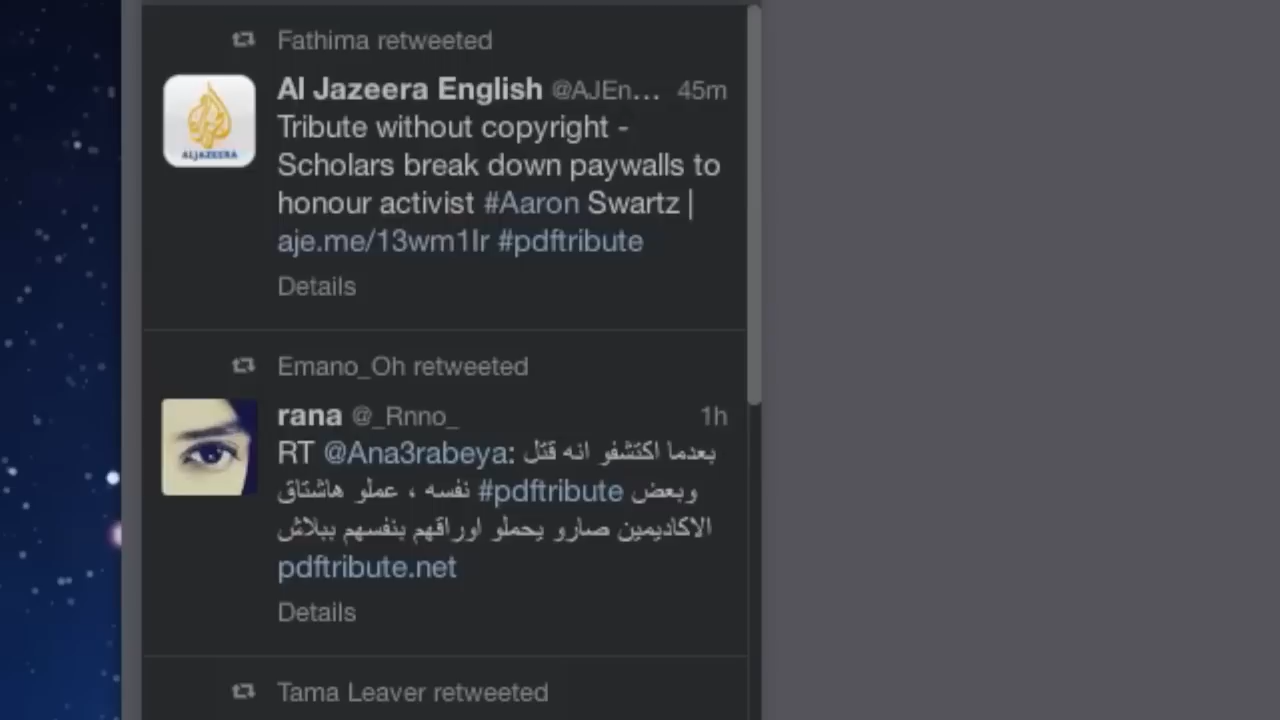 Fathima retweeted
Al Jazeera English @AJEn... 45m
ALJAZEERA
Tribute without copyright -
Scholars break down paywalls to
honour activist #Aaron Swartz |
aje.me/13wm1Ir #pdftribute
Details
Emano_Oh retweeted
rana @_Rnno_ 1h
RT @Ana3rabeya: بعدما اكتشفو انه قتل
نفسه ، عملو هاشتاق #pdftribute وبعض
الاكاديمين صارو يحملو اوراقهم بنفسهم ببلاش
pdftribute.net
Details
Tama Leaver retweeted